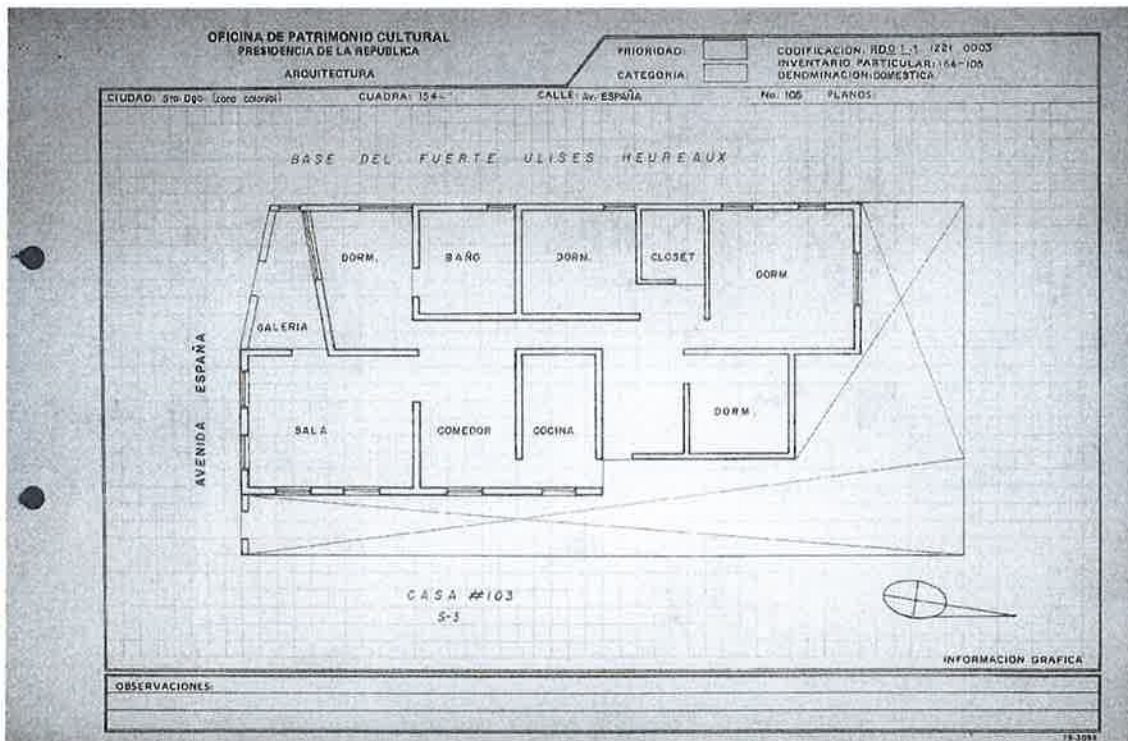 OFICINA DE PATRIMONIO CULTURAL
PRESIDENCIA DE LA REPUBLICA
ARQUITECTURA
PRIORIDAD:
CATEGORIA:
CODIFICACION: RDO 1-1 1221 0003
INVENTARIO PARTICULAR: 154-105
DENOMINACION: DOMESTICA
CIUDAD: Sto. Dgo. (zona colonial) CUADRA: 154- CALLE: Av. ESPAÑA No. 105 PLANOS:
BASE DEL FUERTE ULISES HEUREAUX
DORM. BAÑO DORM. CLOSET DORM
GALERIA
AVENIDA ESPAÑA
SALA COMEDOR COCINA DORM.
CASA #103
S-3
INFORMACION GRAFICA
OBSERVACIONES: